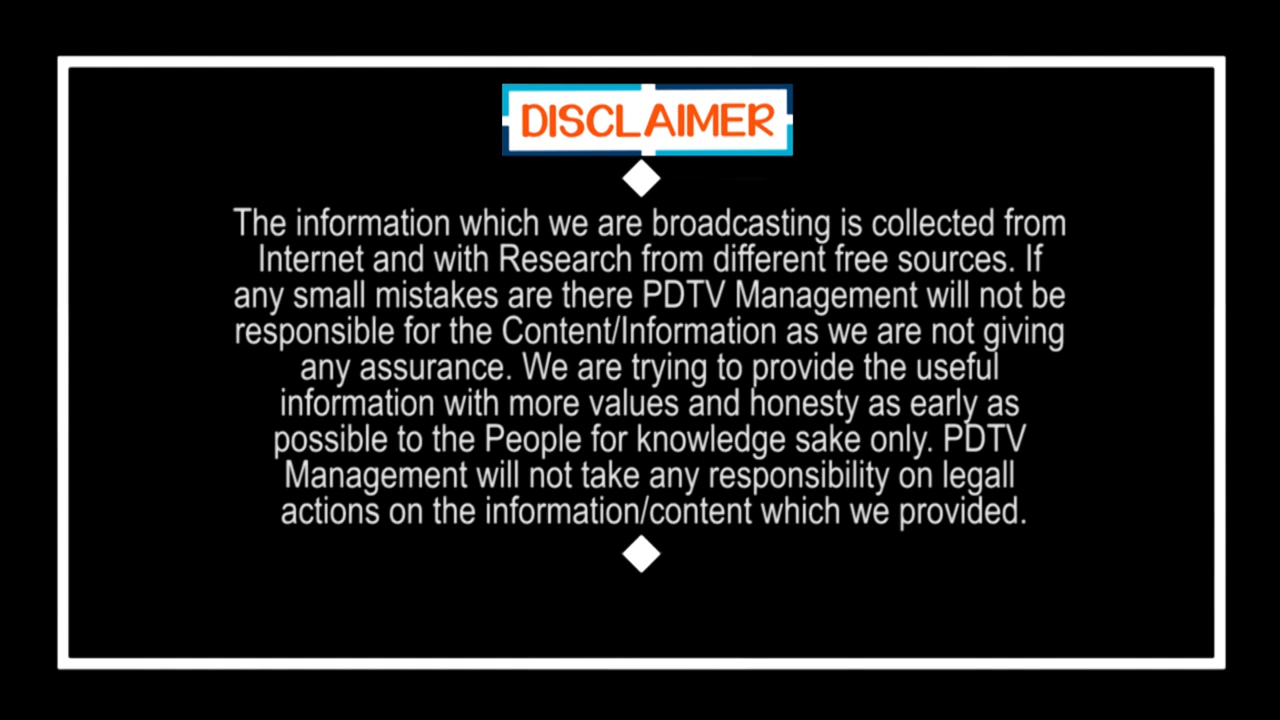 DISCLAIMER
The information which we are broadcasting is collected from
Internet and with Research from different free sources. If
any small mistakes are there PDTV Management will not be
responsible for the Content/Information as we are not giving
any assurance. We are trying to provide the useful
information with more values and honesty as early as
possible to the People for knowledge sake only. PDTV
Management will not take any responsibility on legall
actions on the information/content which we provided.